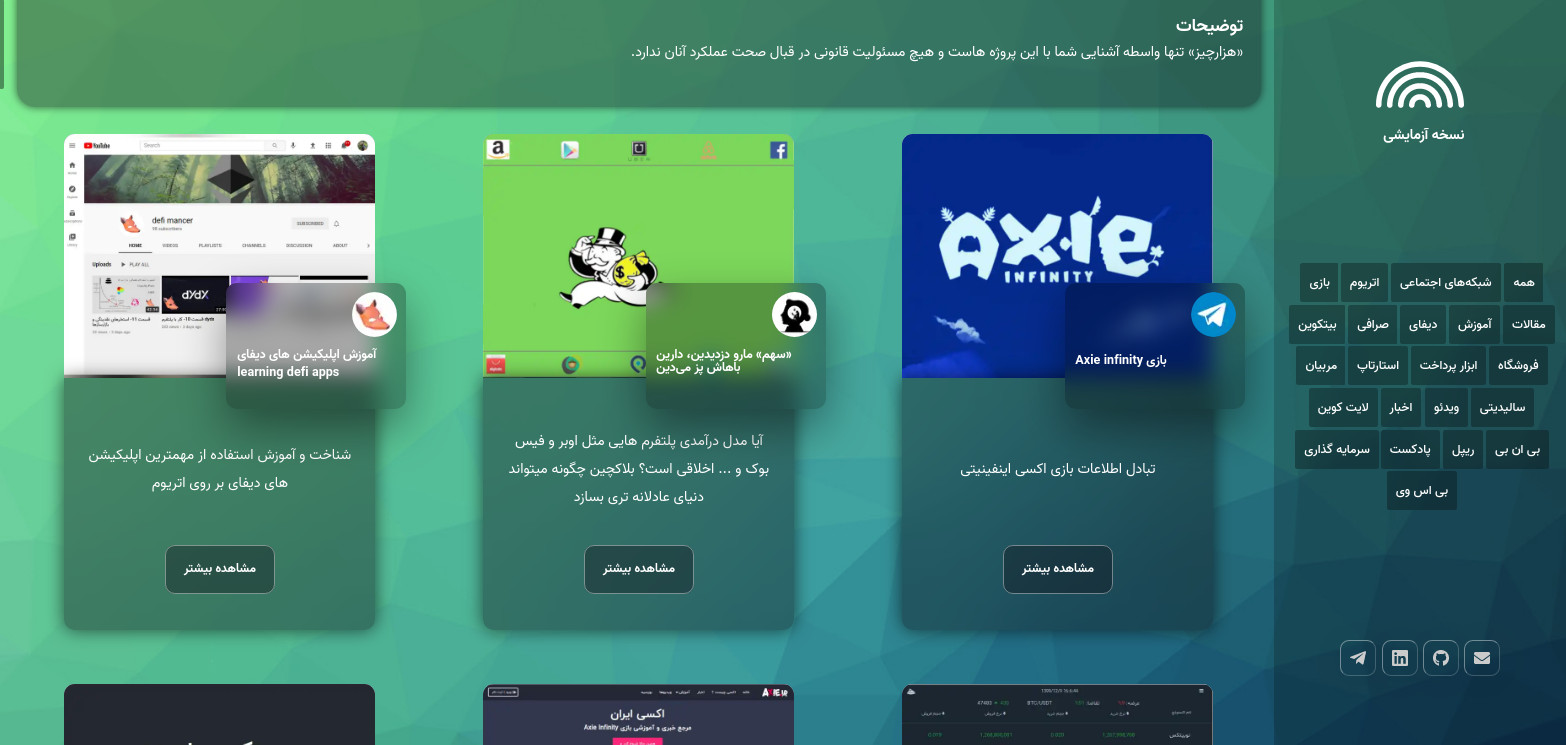 توضیحات
«هزارچیز» تنها واسطه آشنایی شما با این پروژه هاست و هیچ مسئولیت قانونی در قبال صحت عملکرد آنان ندارد.
نسخه آزمایشی
همه
شبکه‌های اجتماعی
اتریوم
بازی
مقالات
آموزش
دیفای
صرافی
بیتکوین
فروشگاه
ابزار پرداخت
استارتاپ
مربیان
سالیدیتی
ویدئو
اخبار
لایت کوین
بی ان بی
ریپل
پادکست
سرمایه گذاری
بی اس وی
AXIE
INFINITY
بازی Axie infinity
تبادل اطلاعات بازی اکسی اینفینیتی
مشاهده بیشتر
«سهم» مارو دزدیدین، دارین
باهاش پز می‌دین
آیا مدل درآمدی پلتفرم هایی مثل اوبر و فیس
بوک و ... اخلاقی است؟ بلاکچین چگونه میتواند
دنیای عادلانه تری بسازد
مشاهده بیشتر
YouTube
Search
defi mancer
SUBSCRIBED
HOME
VIDEOS
PLAYLISTS
CHANNELS
DISCUSSION
ABOUT
Uploads
PLAY ALL
dYdX
آموزش اپلیکیشن های دیفای
learning defi apps
شناخت و آموزش استفاده از مهمترین اپلیکیشن
های دیفای بر روی اتریوم
مشاهده بیشتر
BTC/USDT
اکسی ایران
مرجع خبری و آموزشی بازی Axie Infinity